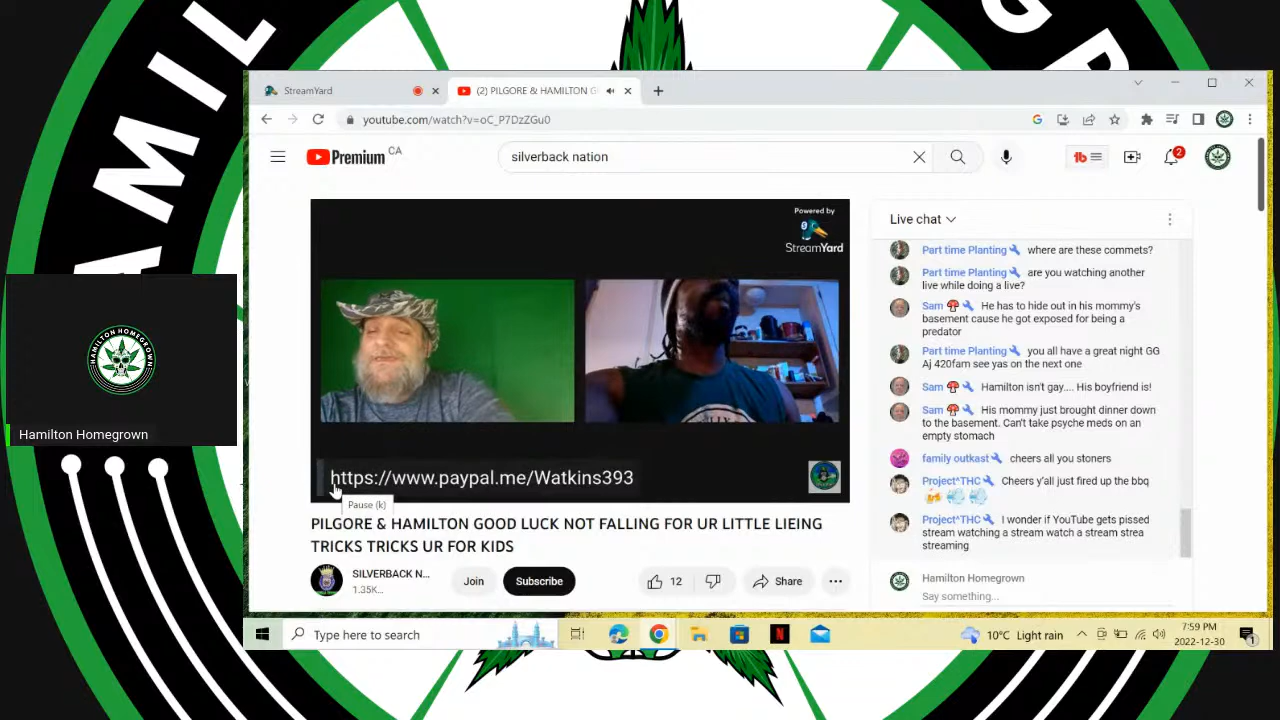 HAMIL
StreamYard
(2) PILGORE & HAMILTON G
youtube.com/watch?v=oC_P7DzZGu0
Premium CA
silverback nation
2
Powered by
StreamYard
https://www.paypal.me/Watkins393
Pause (k)
PILGORE & HAMILTON GOOD LUCK NOT FALLING FOR UR LITTLE LIEING
TRICKS TRICKS UR FOR KIDS
SILVERBACK N...
1.35K...
Join
Subscribe
12
Share
Live chat
Part time Planting where are these commets?
Part time Planting are you watching another
live while doing a live?
Sam He has to hide out in his mommy's
basement cause he got exposed for being a
predator
Part time Planting you all have a great night GG
Aj 420fam see yas on the next one
Sam Hamilton isn't gay.... His boyfriend is!
Sam His mommy just brought dinner down
to the basement. Can't take psyche meds on an
empty stomach
family outkast cheers all you stoners
Project^THC Cheers y'all just fired up the bbq
Project^THC I wonder if YouTube gets pissed
stream watching a stream watch a stream strea
streaming
Hamilton Homegrown
Say something...
HAMILTON HOMEGROWN
Hamilton Homegrown
Type here to search
10°C Light rain
7:59 PM
2022-12-30
1